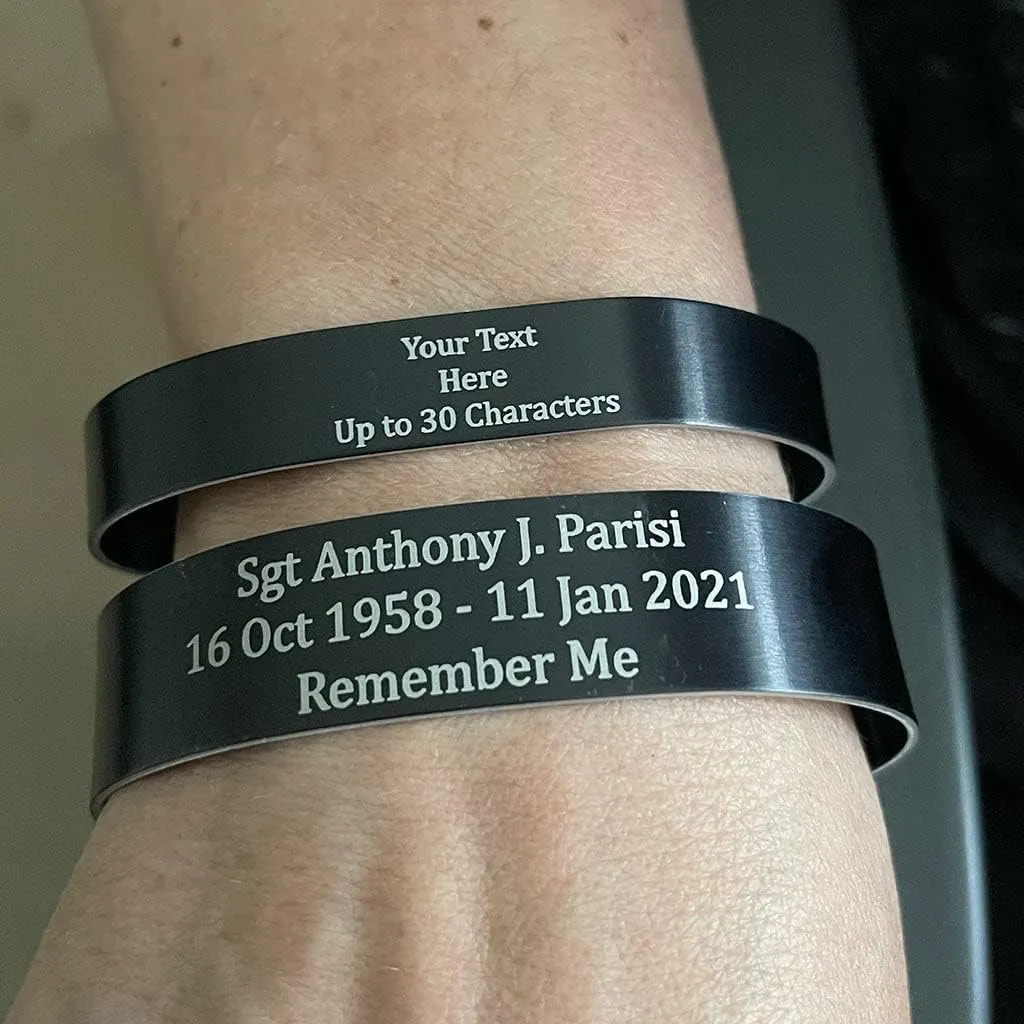 Your Text
Here
Up to 30 Characters
Sgt Anthony J. Parisi
16 Oct 1958 - 11 Jan 2021
Remember Me